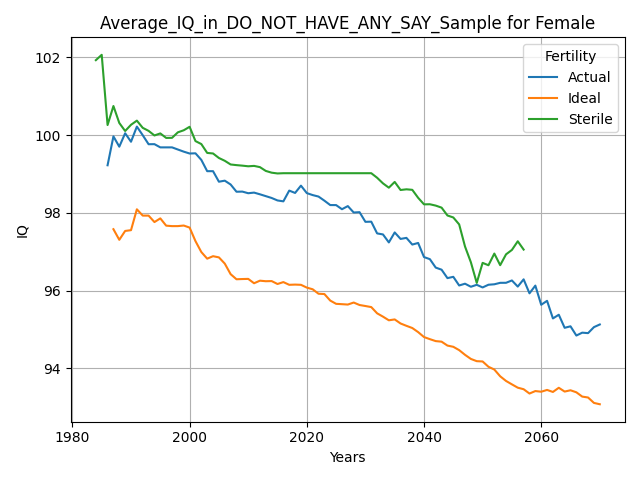 Average_IQ_in_DO_NOT_HAVE_ANY_SAY_Sample for Female
Fertility
Actual
Ideal
Sterile
102
100
98
96
94
IQ
1980
2000
2020
2040
2060
Years